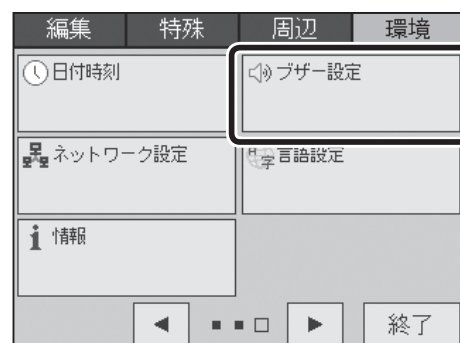 編集 特殊 周辺 環境
日付時刻 ブザー設定
ネットワーク設定 言語設定
情報
終了